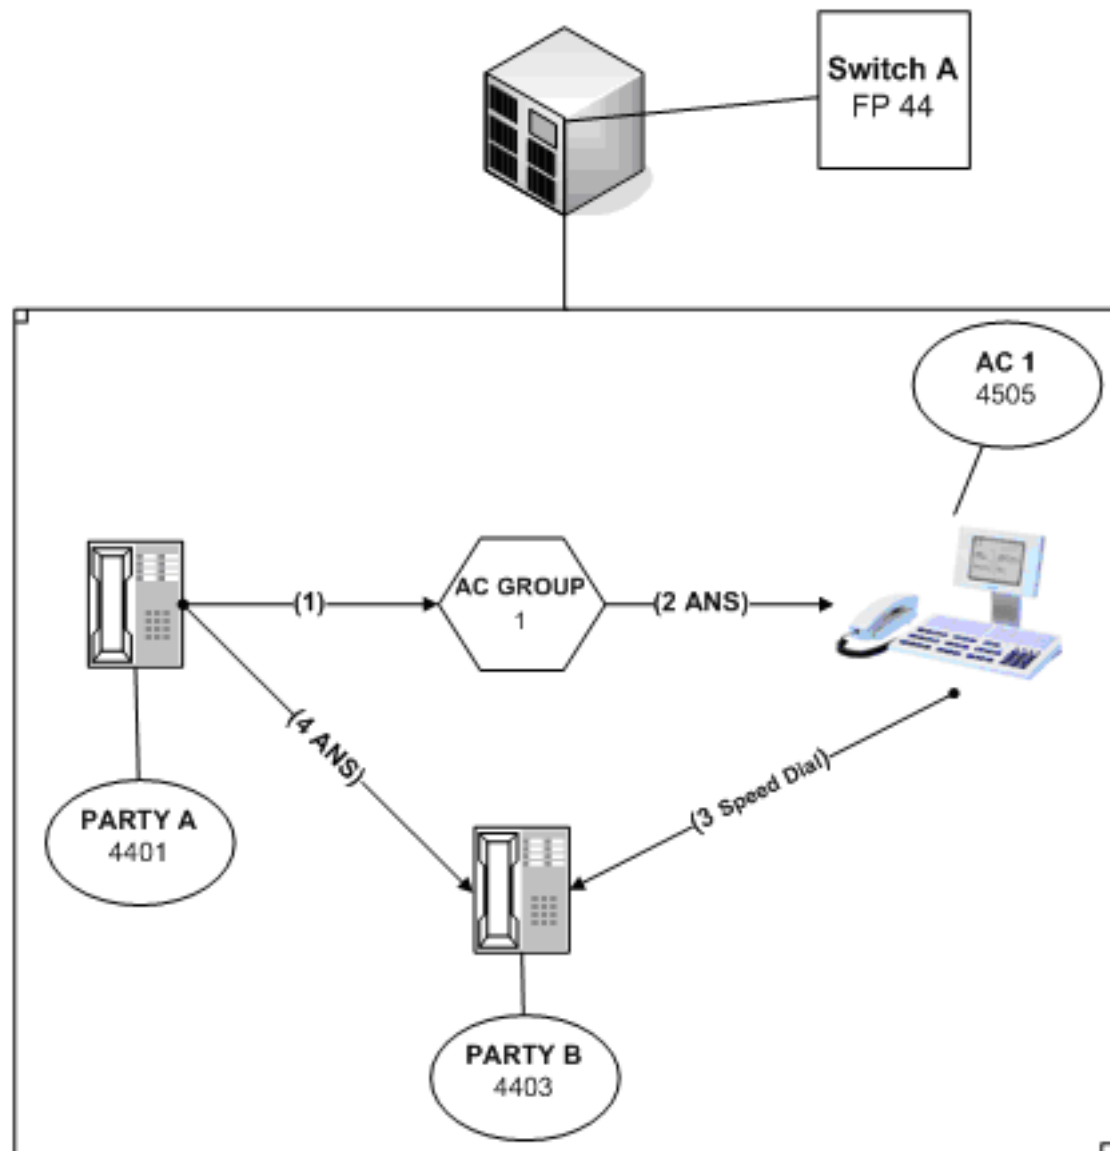 Switch A
FP 44
AC 1
4505
AC GROUP
1
(1)
(2 ANS)
(4 ANS)
(3 Speed Dial)
PARTY A
4401
PARTY B
4403